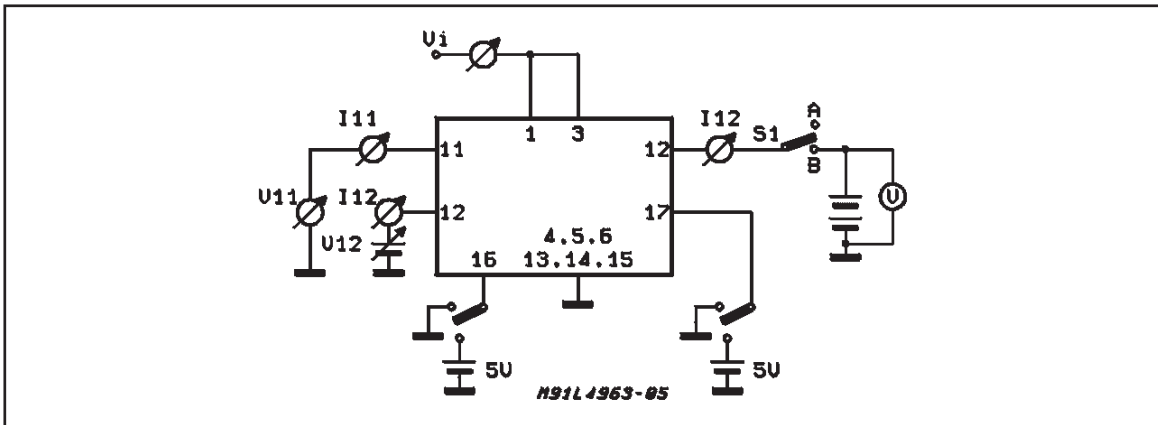 Vi
I11
1 3
I12
S1
A
11
12
B
V11
I12
12
17
V
V12
4.5.6
16
13.14.15
5V
5V
M91L4963-05